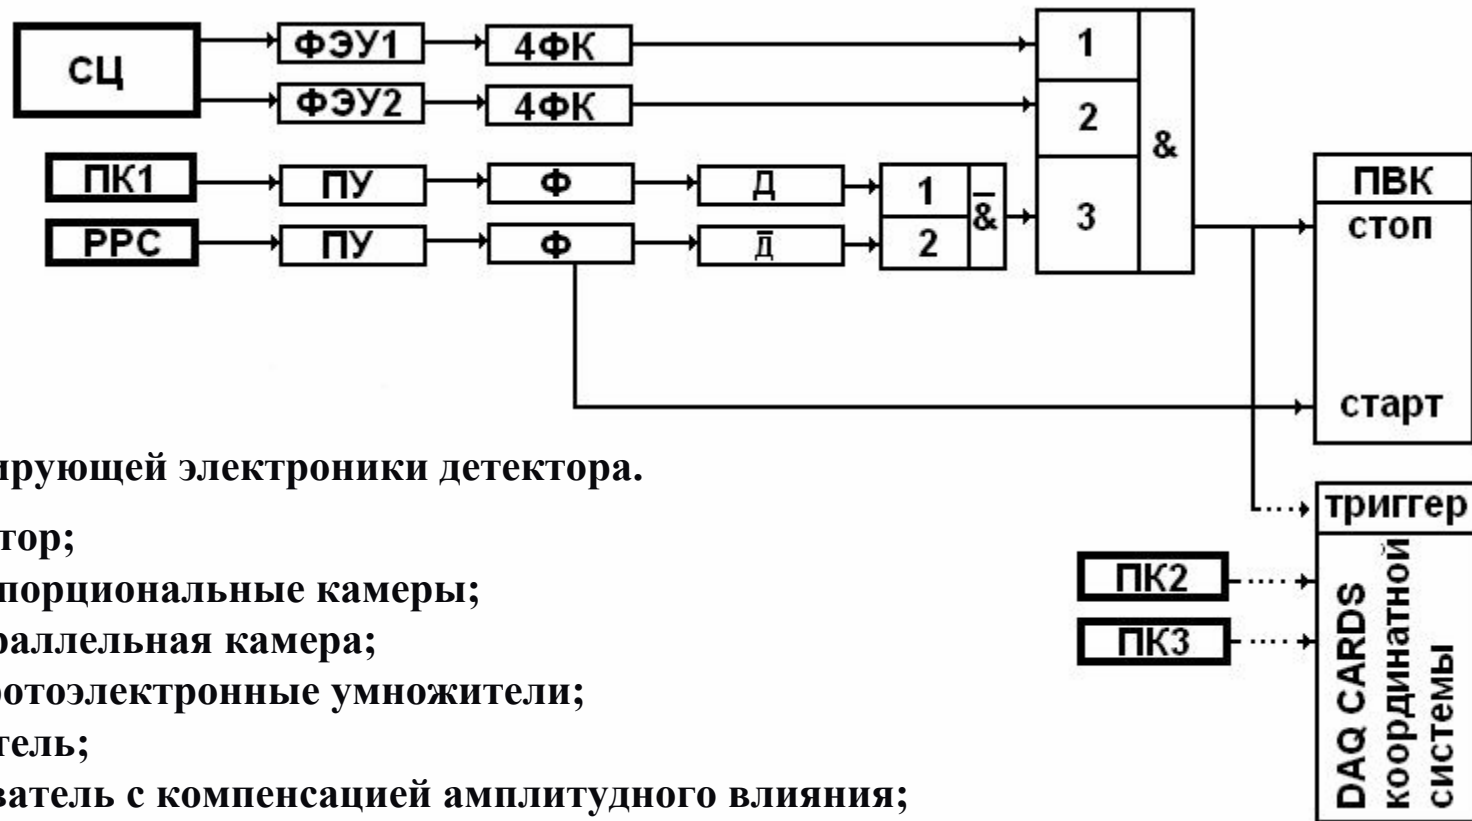 СЦ ФЭУ1 4ФК 1
ФЭУ2 4ФК 2 &
ПК1 ПУ Ф Д 1 3 ПВК
РРС ПУ Ф Д̅ 2 &̅ стоп
старт
ирующей электроники детектора.
триггер
тор;
ПК2
порциональные камеры;
ПК3
раллельная камера;
отоэлектронные умножители;
тель;
ватель с компенсацией амплитудного влияния;
DAQ CARDS
координатной
системы